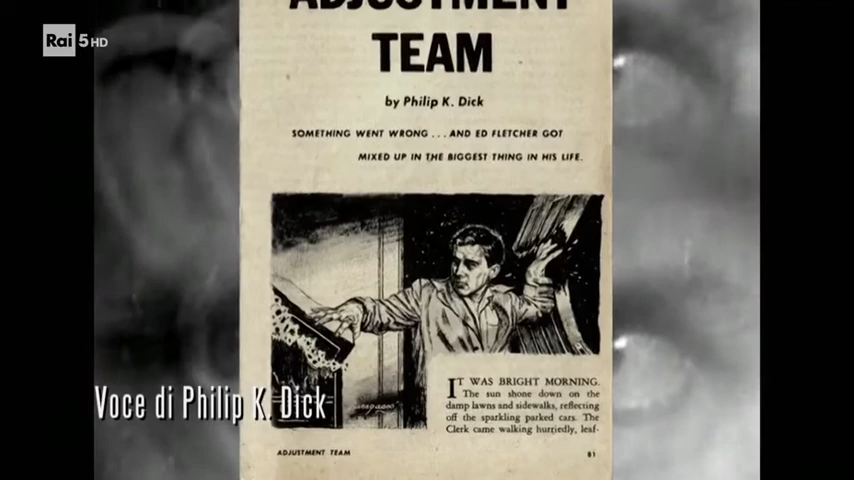 Rai 5 HD
ADJUSTMENT
TEAM
by Philip K. Dick
SOMETHING WENT WRONG . . . AND ED FLETCHER GOT
MIXED UP IN THE BIGGEST THING IN HIS LIFE.
IT WAS BRIGHT MORNING.
The sun shone down on the
damp lawns and sidewalks, reflecting
off the sparkling parked cars. The
Clerk came walking hurriedly, leaf-
Voce di Philip K. Dick
ADJUSTMENT TEAM
81